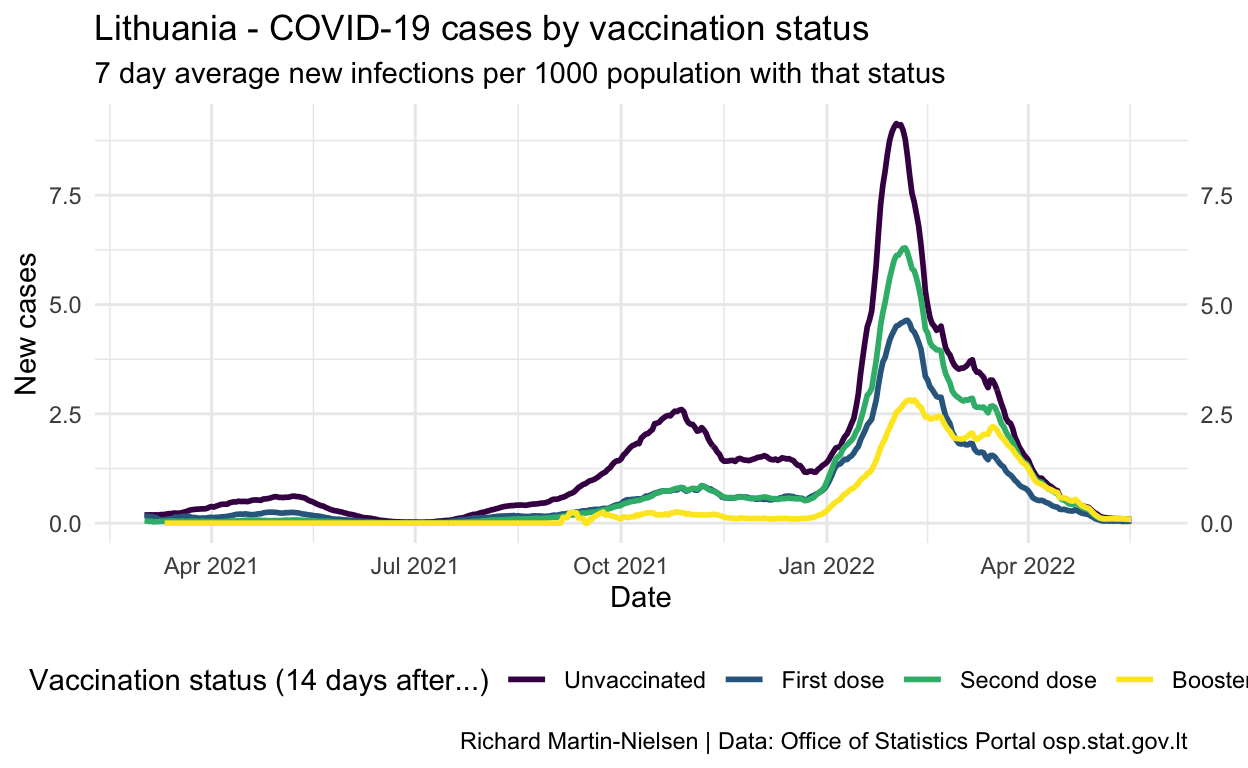 Lithuania - COVID-19 cases by vaccination status
7 day average new infections per 1000 population with that status
New cases
7.5 7.5
5.0 5.0
2.5 2.5
0.0 0.0
Apr 2021 Jul 2021 Oct 2021 Jan 2022 Apr 2022
Date
Vaccination status (14 days after...) Unvaccinated First dose Second dose Booster
Richard Martin-Nielsen | Data: Office of Statistics Portal osp.stat.gov.lt